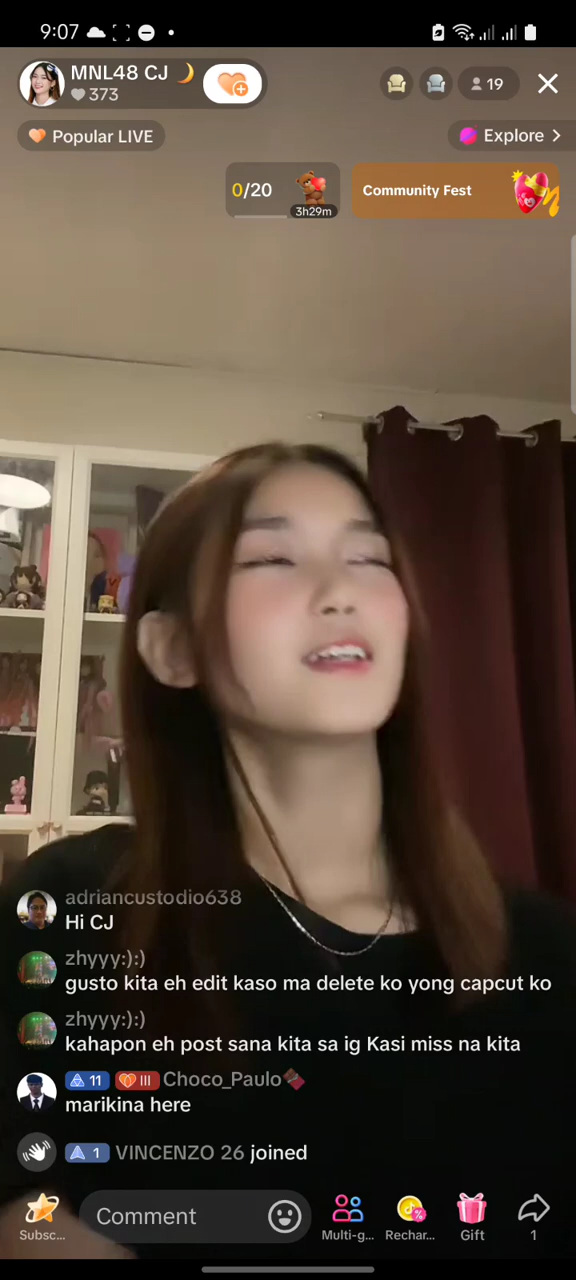 9:07
MNL48 CJ 🌙
373
19
Popular LIVE
Explore >
0/20
3h29m
Community Fest
adriancustodio638
Hi CJ
zhyyy:):)
gusto kita eh edit kaso ma delete ko yong capcut ko
zhyyy:):)
kahapon eh post sana kita sa ig Kasi miss na kita
11 III Choco_Paulo🍫
marikina here
1 VINCENZO 26 joined
Subsc...
Comment
Multi-g...
Rechar...
Gift
1